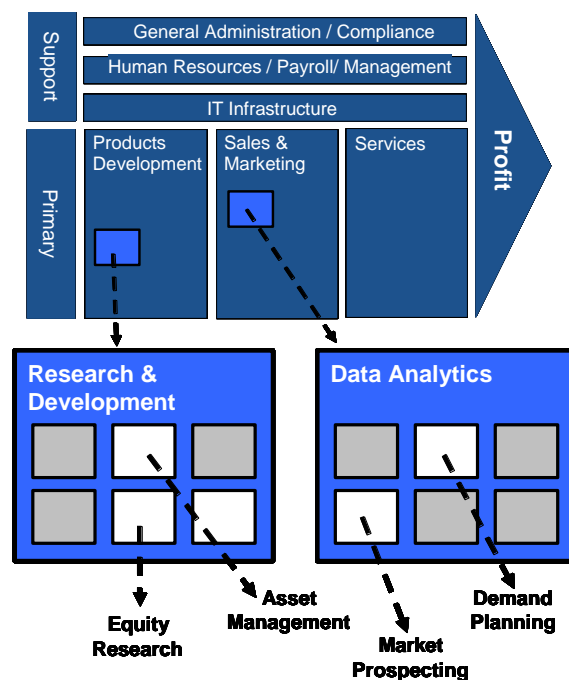 Support
General Administration / Compliance
Human Resources / Payroll/ Management
IT Infrastructure
Primary
Products
Development
Sales &
Marketing
Services
Profit
Research &
Development
Data Analytics
Equity
Research
Asset
Management
Market
Prospecting
Demand
Planning